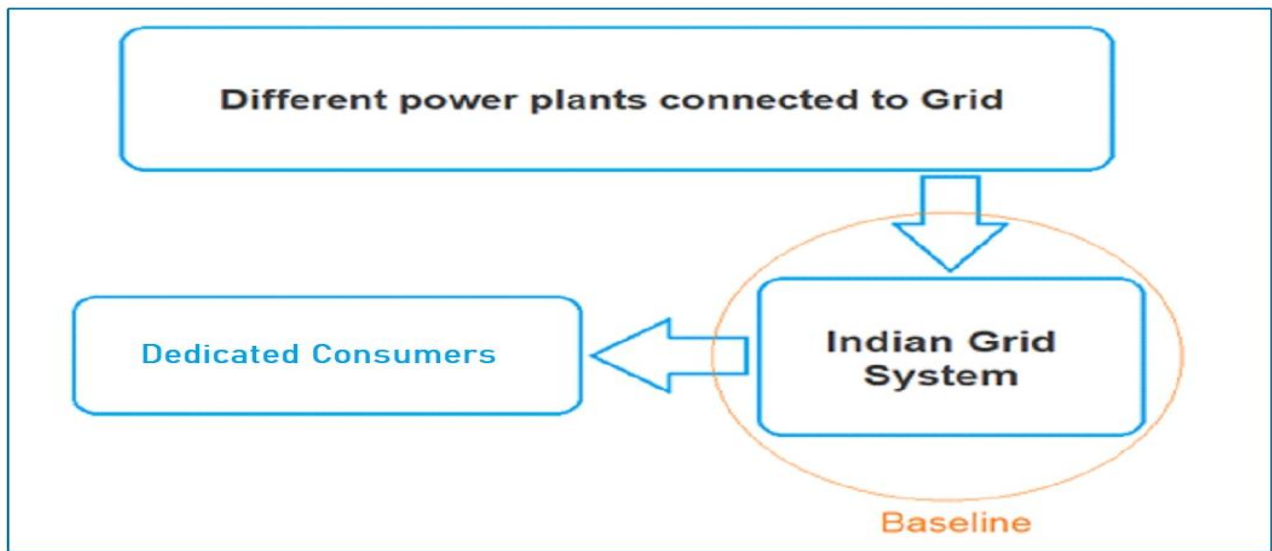 Different power plants connected to Grid
Dedicated Consumers
Indian Grid
System
Baseline